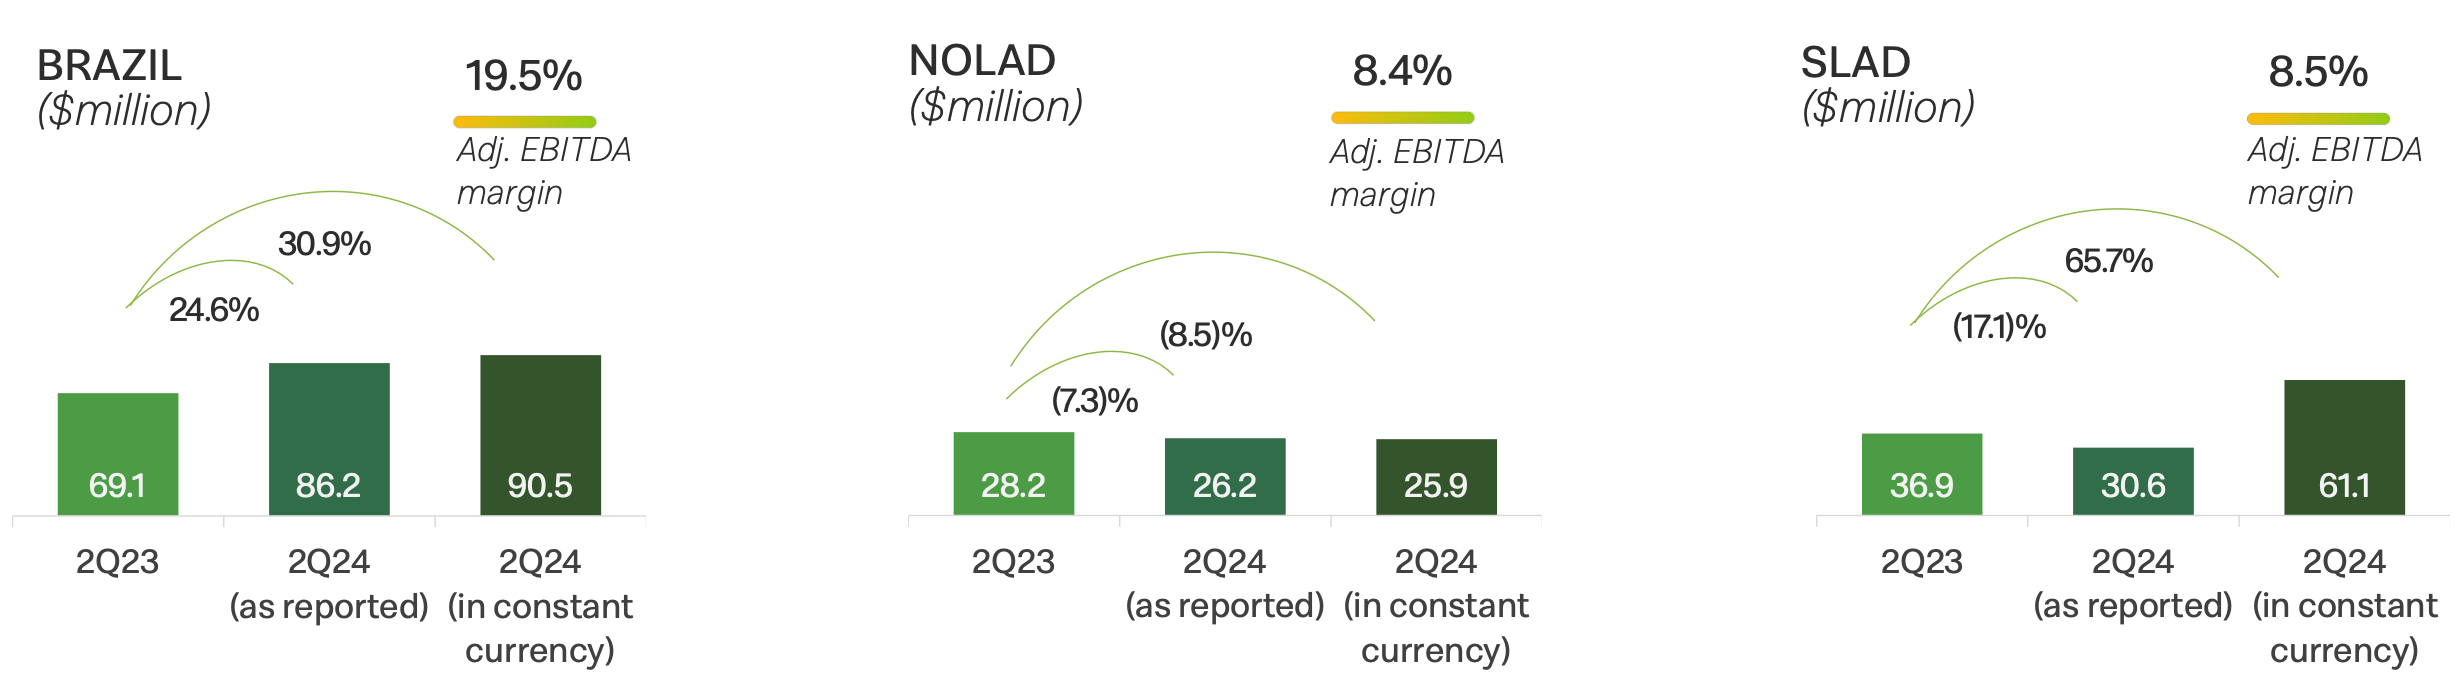 BRAZIL
($million)
19.5%
Adj. EBITDA
margin
30.9%
24.6%
69.1
86.2
90.5
2Q23
2Q24
(as reported)
2Q24
(in constant
currency)
NOLAD
($million)
8.4%
Adj. EBITDA
margin
(8.5)%
(7.3)%
28.2
26.2
25.9
2Q23
2Q24
(as reported)
2Q24
(in constant
currency)
SLAD
($million)
8.5%
Adj. EBITDA
margin
65.7%
(17.1)%
36.9
30.6
61.1
2Q23
2Q24
(as reported)
2Q24
(in constant
currency)